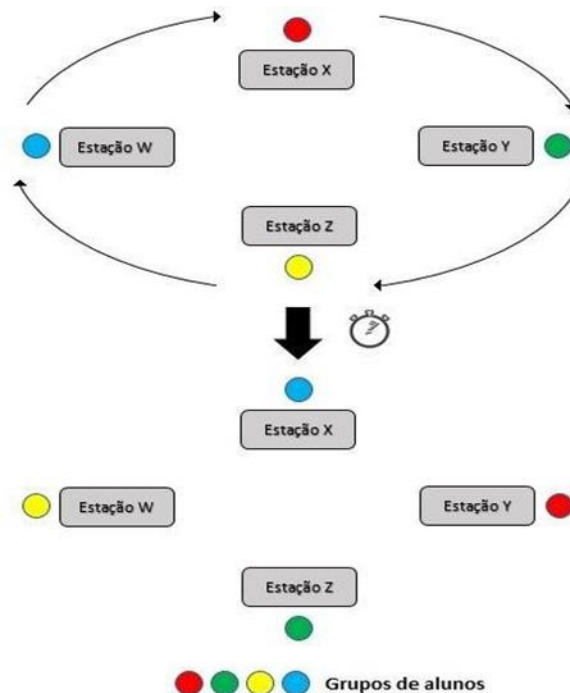 Estação X
Estação W
Estação Y
Estação Z
Estação X
Estação W
Estação Y
Estação Z
Grupos de alunos